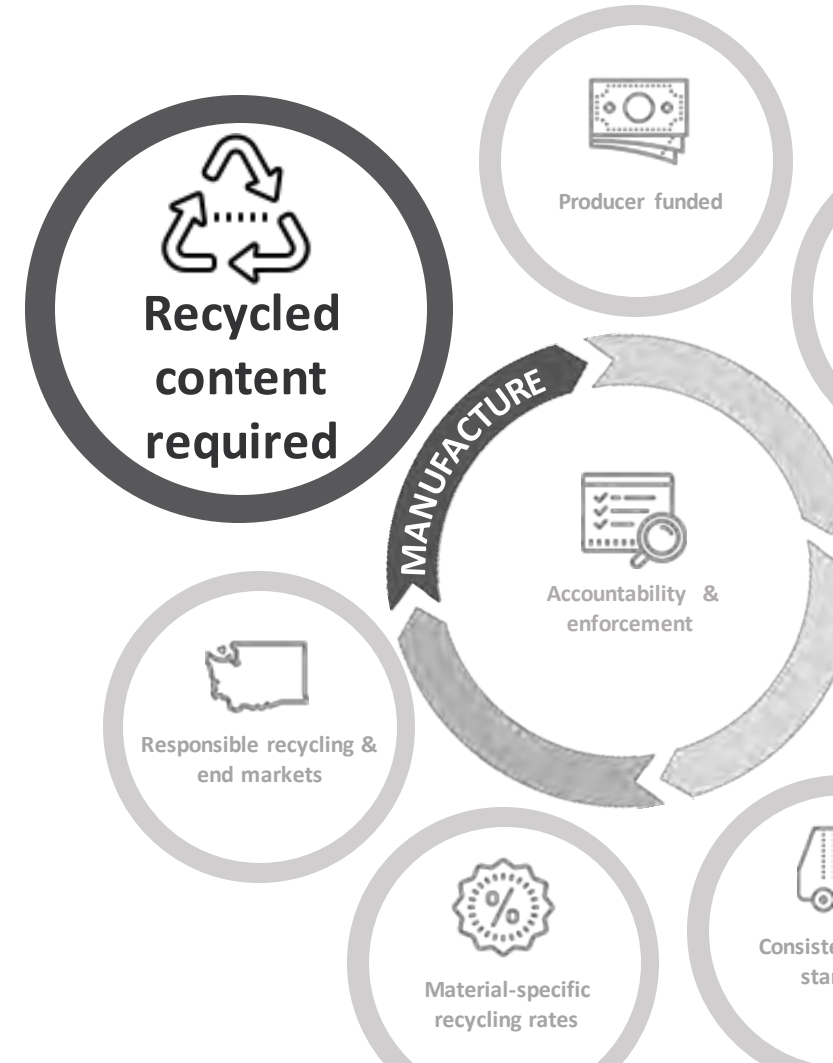 Producer funded
Recycled
content
required
MANUFACTURE
Accountability &
enforcement
Responsible recycling &
end markets
Material-specific
recycling rates